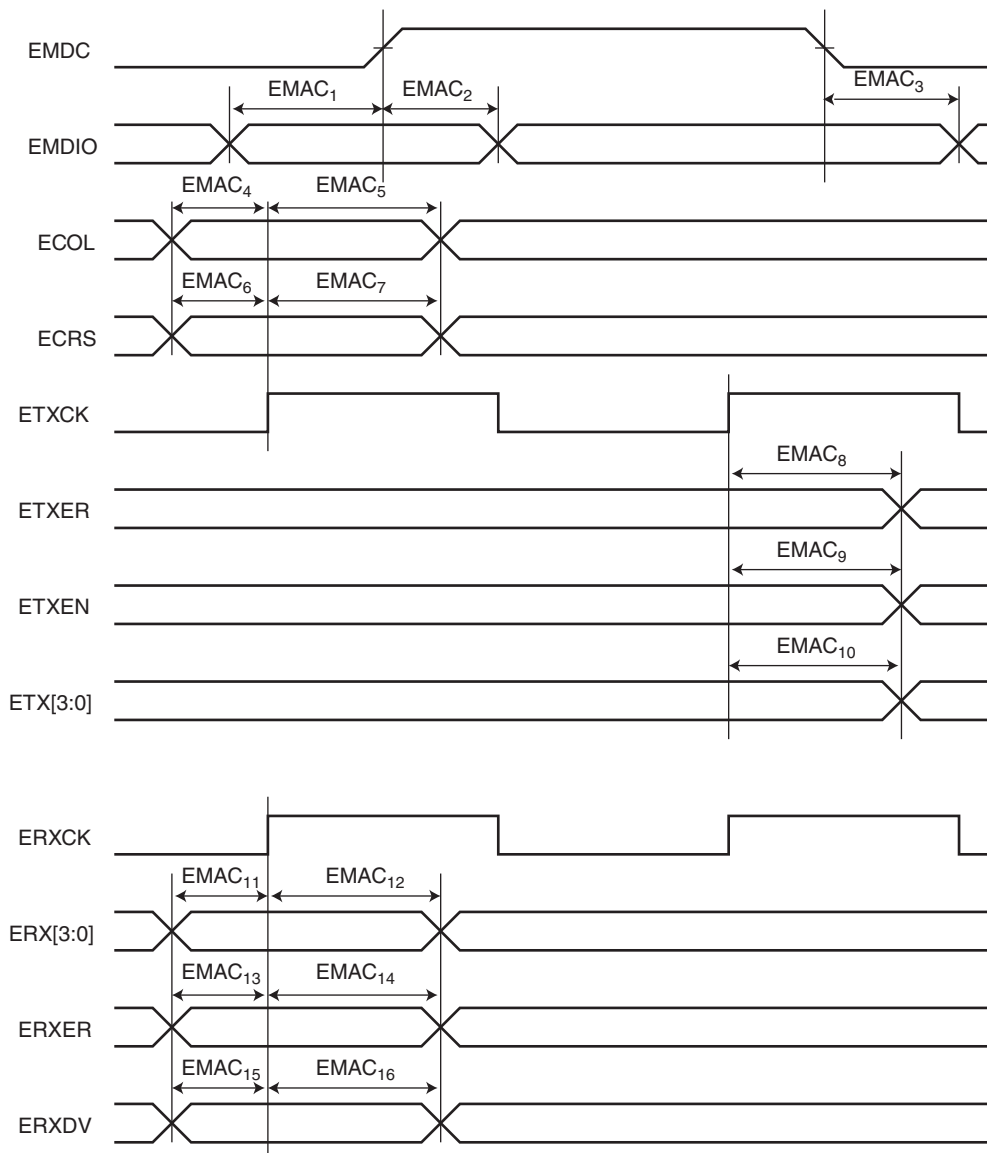 EMDC
EMAC1 EMAC2 EMAC3
EMDIO
EMAC4 EMAC5
ECOL
EMAC6 EMAC7
ECRS
ETXCK
EMAC8
ETXER
EMAC9
ETXEN
EMAC10
ETX[3:0]
ERXCK
EMAC11 EMAC12
ERX[3:0]
EMAC13 EMAC14
ERXER
EMAC15 EMAC16
ERXDV